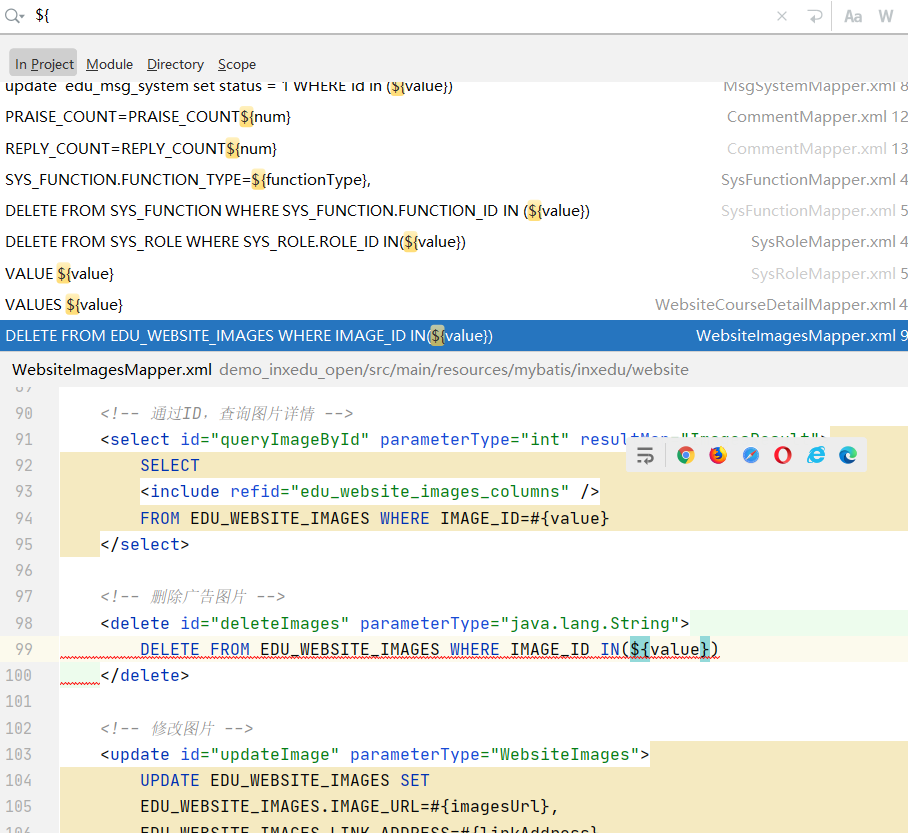 ${
Aa W
In Project Module Directory Scope
update edu_msg_system set status = 1 WHERE id in (${value}) MsgSystemMapper.xml 8
PRAISE_COUNT=PRAISE_COUNT${num} CommentMapper.xml 12
REPLY_COUNT=REPLY_COUNT${num} CommentMapper.xml 13
SYS_FUNCTION.FUNCTION_TYPE=${functionType}, SysFunctionMapper.xml 4
DELETE FROM SYS_FUNCTION WHERE SYS_FUNCTION.FUNCTION_ID IN (${value}) SysFunctionMapper.xml 5
DELETE FROM SYS_ROLE WHERE SYS_ROLE.ROLE_ID IN(${value}) SysRoleMapper.xml 4
VALUE ${value} SysRoleMapper.xml 5
VALUES ${value} WebsiteCourseDetailMapper.xml 4
DELETE FROM EDU_WEBSITE_IMAGES WHERE IMAGE_ID IN(${value}) WebsiteImagesMapper.xml 9
WebsiteImagesMapper.xml demo_inxedu_open/src/main/resources/mybatis/inxedu/website
89
90 <!-- 通过ID，查询图片详情 -->
91 <select id="queryImageById" parameterType="int" resultMap="ImagesResult">
92 SELECT
93 <include refid="edu_website_images_columns" />
94 FROM EDU_WEBSITE_IMAGES WHERE IMAGE_ID=#{value}
95 </select>
96
97 <!-- 删除广告图片 -->
98 <delete id="deleteImages" parameterType="java.lang.String">
99 DELETE FROM EDU_WEBSITE_IMAGES WHERE IMAGE_ID IN(${value})
100 </delete>
101
102 <!-- 修改图片 -->
103 <update id="updateImage" parameterType="WebsiteImages">
104 UPDATE EDU_WEBSITE_IMAGES SET
105 EDU_WEBSITE_IMAGES.IMAGE_URL=#{imagesUrl},
106 EDU_WEBSITE_IMAGES.LINK_ADDRESS=#{linkAddress},